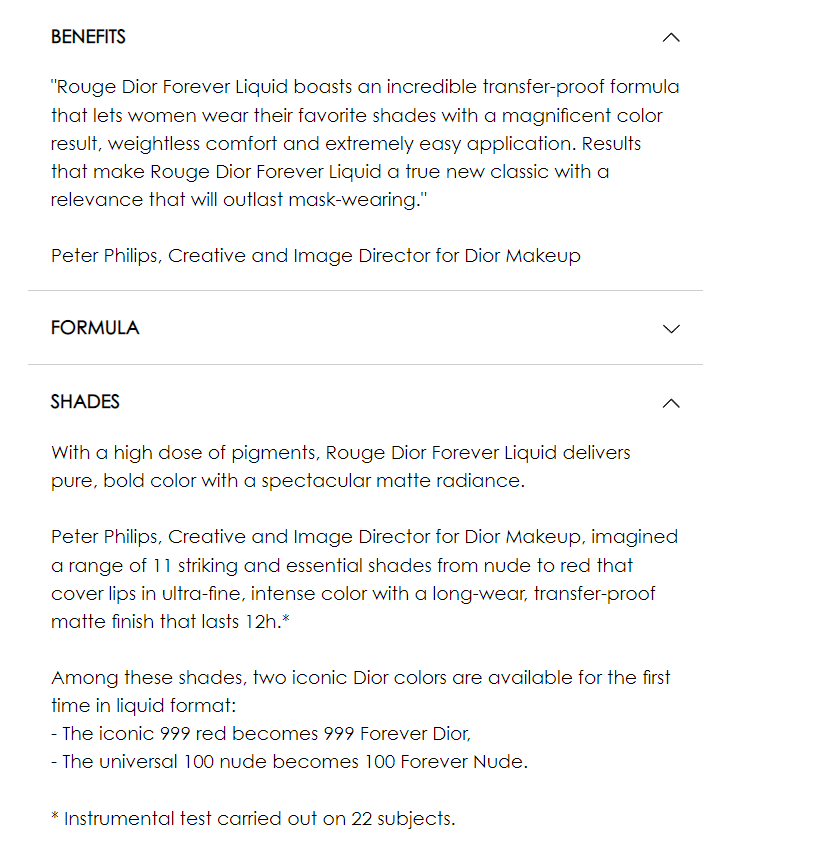 BENEFITS
"Rouge Dior Forever Liquid boasts an incredible transfer-proof formula
that lets women wear their favorite shades with a magnificent color
result, weightless comfort and extremely easy application. Results
that make Rouge Dior Forever Liquid a true new classic with a
relevance that will outlast mask-wearing."
Peter Philips, Creative and Image Director for Dior Makeup
FORMULA
SHADES
With a high dose of pigments, Rouge Dior Forever Liquid delivers
pure, bold color with a spectacular matte radiance.
Peter Philips, Creative and Image Director for Dior Makeup, imagined
a range of 11 striking and essential shades from nude to red that
cover lips in ultra-fine, intense color with a long-wear, transfer-proof
matte finish that lasts 12h.*
Among these shades, two iconic Dior colors are available for the first
time in liquid format:
- The iconic 999 red becomes 999 Forever Dior,
- The universal 100 nude becomes 100 Forever Nude.
* Instrumental test carried out on 22 subjects.